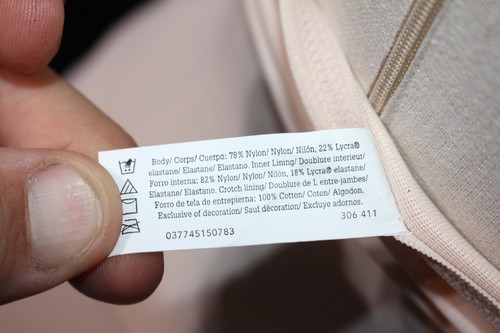 Body/ Corps/ Cuerpo: 78% Nylon/ Nylon/ Nilón, 22% Lycra®
elastane/ Elastane/ Elastano. Inner Lining/ Doublure interieur/
Forro interna: 82% Nylon/ Nylon/ Nilón, 18% Lycra® elastane/
Elastane/ Elastano. Crotch lining/ Doublure de L entre-jambes/
Forro de tela de entrepierna: 100% Cotton/ Coton/ Algodon.
Exclusive of decoration/ Sauf décoration/ Excluye adornos.
306 411
037745150783